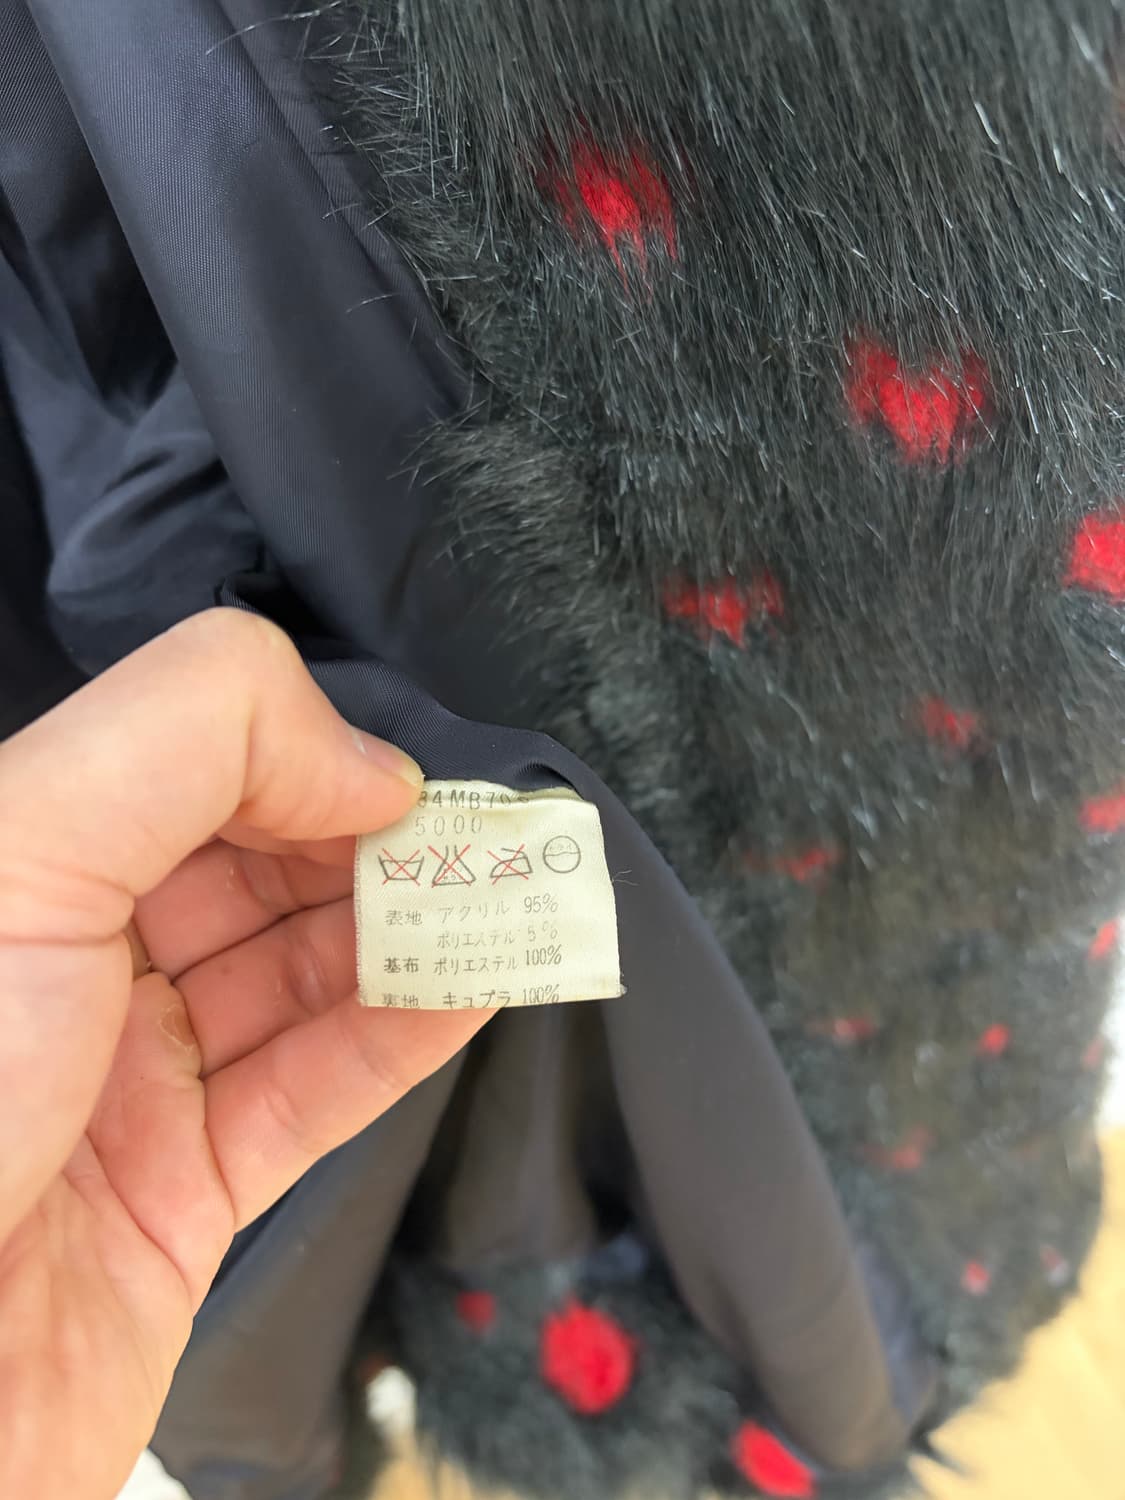 34MB70
5000
表地 アクリル 95%
ポリエステル 5%
基布 ポリエステル 100%
裏地 キュプラ 100%